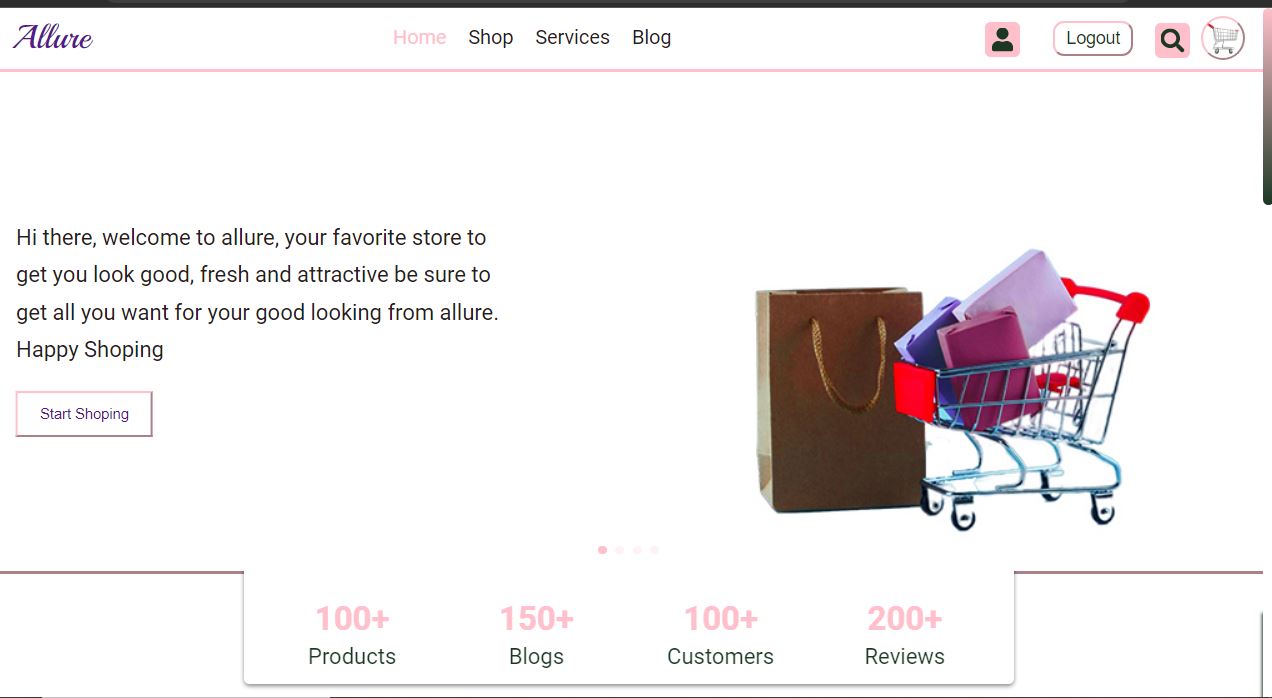 Allure
Home Shop Services Blog
Logout
Hi there, welcome to allure, your favorite store to
get you look good, fresh and attractive be sure to
get all you want for your good looking from allure.
Happy Shoping
Start Shoping
100+ 150+ 100+ 200+
Products Blogs Customers Reviews